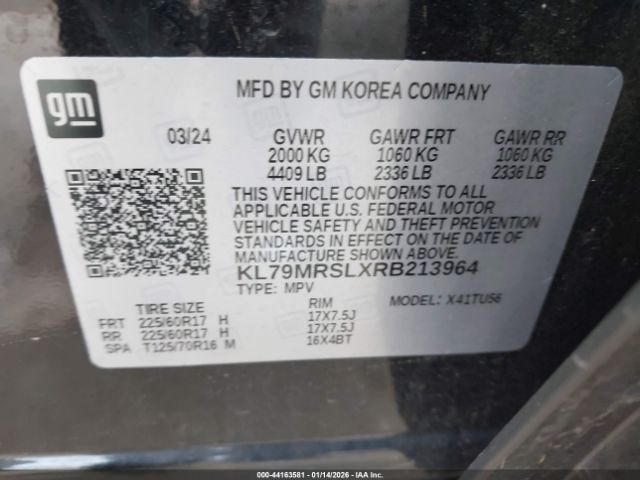 gm
MFD BY GM KOREA COMPANY
03/24 GVWR GAWR FRT GAWR RR
2000 KG 1060 KG 1060 KG
4409 LB 2336 LB 2336 LB
THIS VEHICLE CONFORMS TO ALL
APPLICABLE U.S. FEDERAL MOTOR
VEHICLE SAFETY AND THEFT PREVENTION
STANDARDS IN EFFECT ON THE DATE OF
MANUFACTURE SHOWN ABOVE.
KL79MRSLXRB213964
TYPE: MPV MODEL: X41TU56
TIRE SIZE RIM
FRT 225/60R17 H 17X7.5J
RR 225/60R17 H 17X7.5J
SPA T125/70R16 M 16X4BT
000-44163581 | 01/14/2026 | IAAI.CA